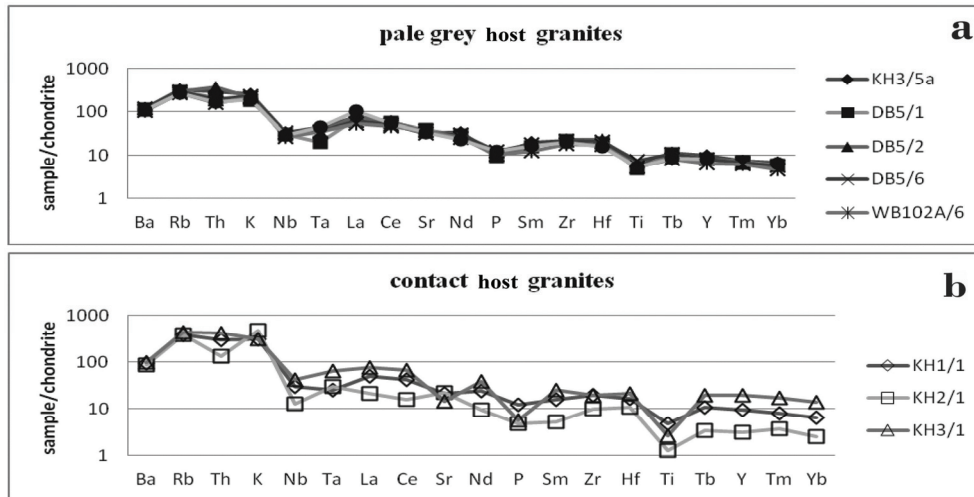 pale grey host granites
a
sample/chondrite
1000
100
10
1
Ba Rb Th K Nb Ta La Ce Sr Nd P Sm Zr Hf Ti Tb Y Tm Yb
KH3/5a
DB5/1
DB5/2
DB5/6
WB102A/6
contact host granites
b
sample/chondrite
1000
100
10
1
Ba Rb Th K Nb Ta La Ce Sr Nd P Sm Zr Hf Ti Tb Y Tm Yb
KH1/1
KH2/1
KH3/1